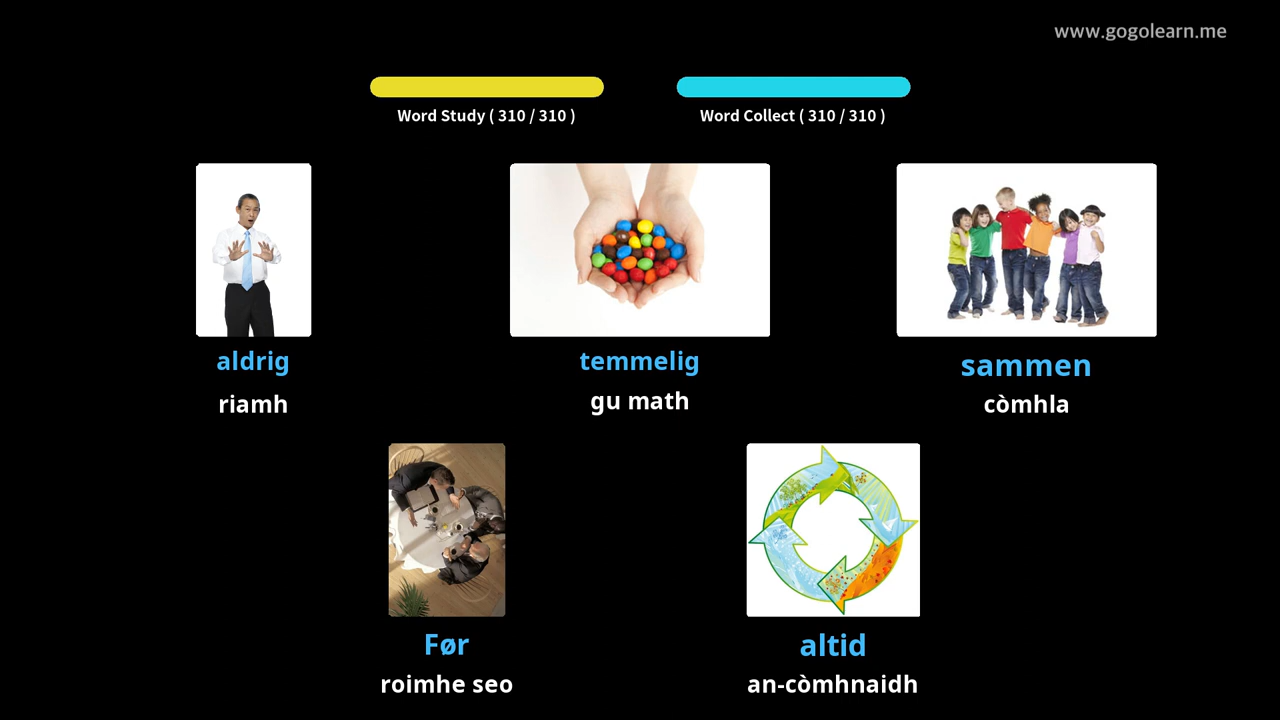 www.gogolearn.me
Word Study ( 310 / 310 )
Word Collect ( 310 / 310 )
aldrig
riamh
temmelig
gu math
sammen
còmhla
Før
roimhe seo
altid
an-còmhnaidh